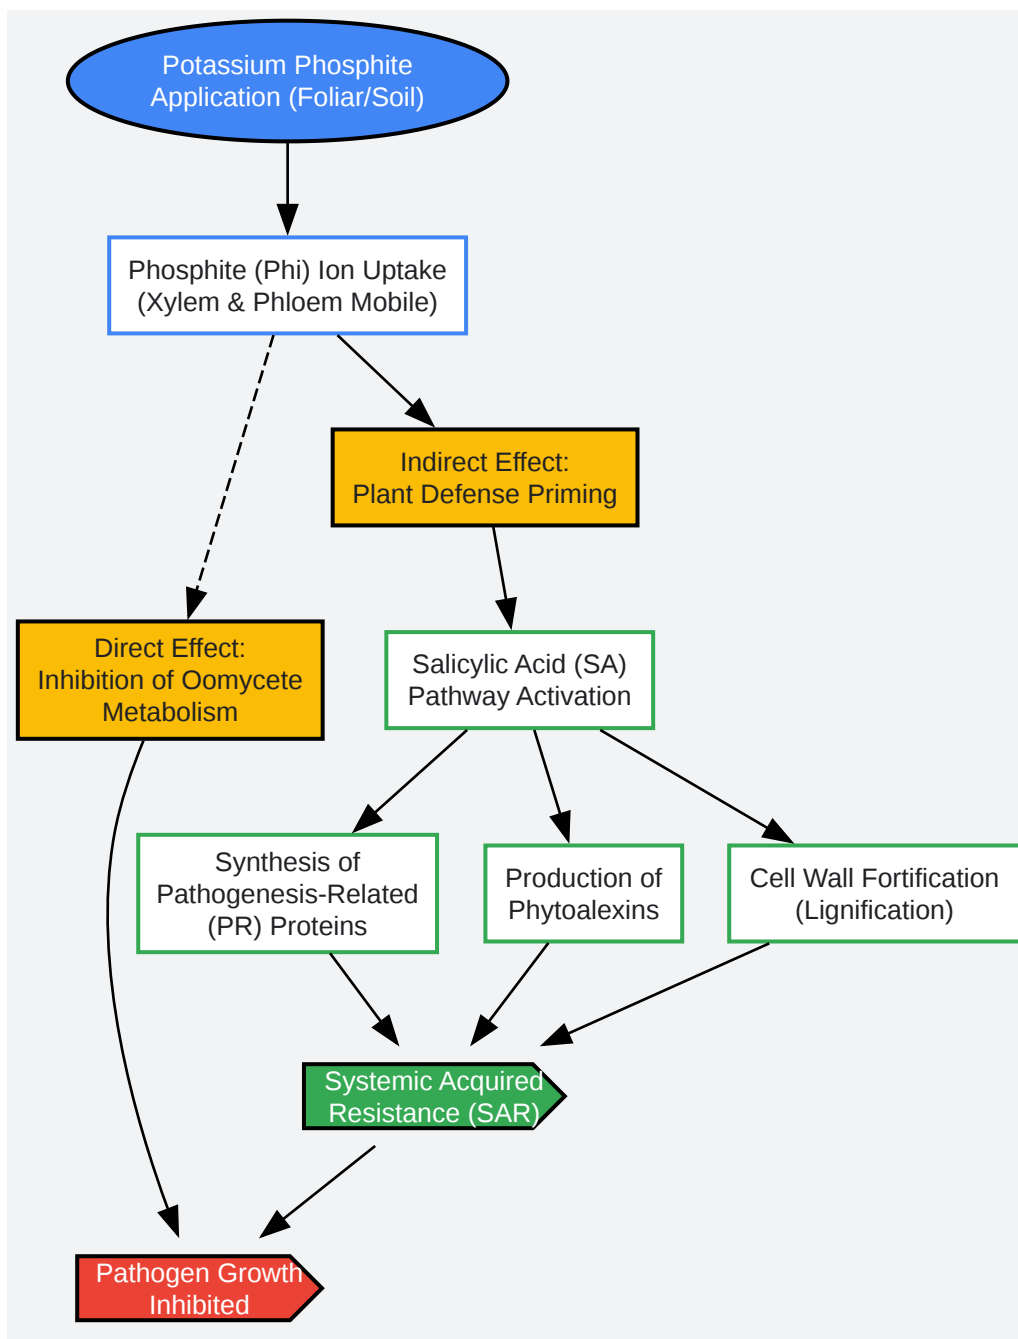 Potassium Phosphite
Application (Foliar/Soil)
Phosphite (Phi) Ion Uptake
(Xylem & Phloem Mobile)
Indirect Effect:
Plant Defense Priming
Direct Effect:
Inhibition of Oomycete
Metabolism
Salicylic Acid (SA)
Pathway Activation
Synthesis of
Pathogenesis-Related
(PR) Proteins
Production of
Phytoalexins
Cell Wall Fortification
(Lignification)
Systemic Acquired
Resistance (SAR)
Pathogen Growth
Inhibited